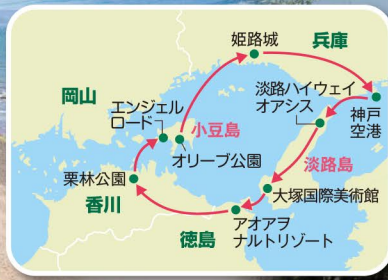 姫路城
兵庫
岡山
淡路ハイウェイ
オアシス
神戸
空港
エンジェル
ロード
小豆島
オリーブ公園
淡路島
栗林公園
香川
大塚国際美術館
徳島
アオアヲ
ナルトリゾート